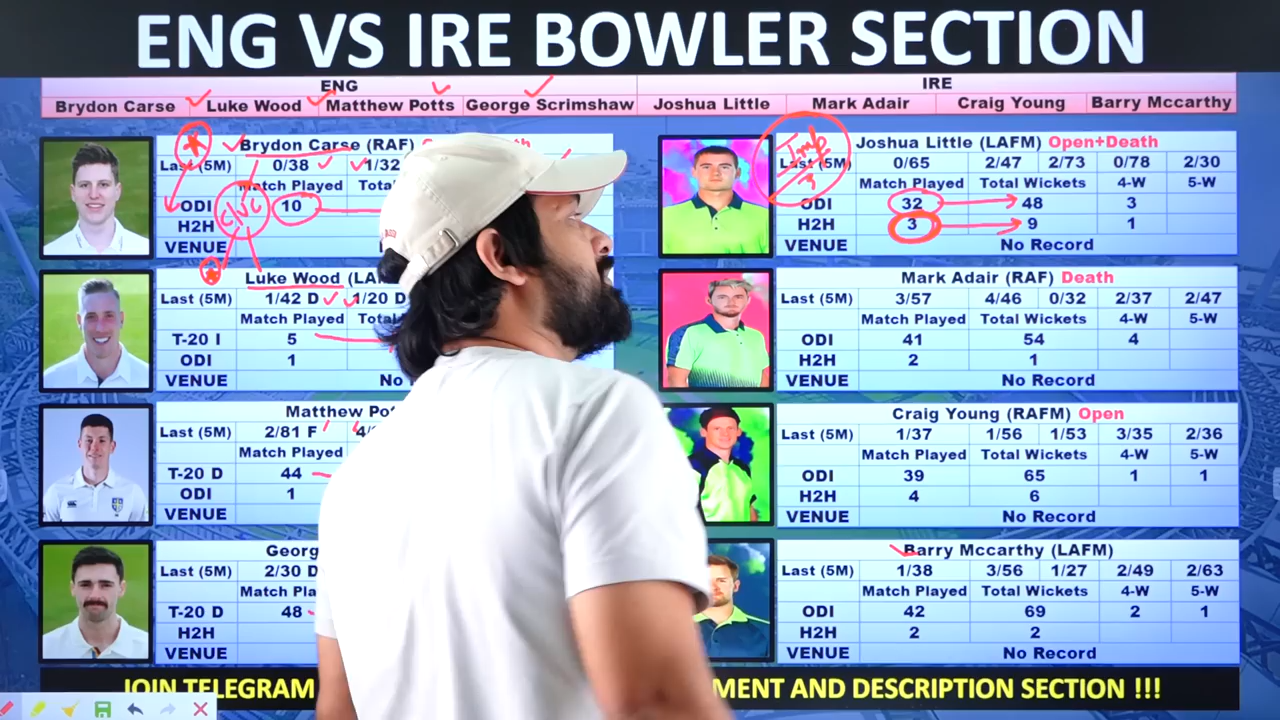 ENG VS IRE BOWLER SECTION
ENG IRE
Brydon Carse Luke Wood Matthew Potts George Scrimshaw Joshua Little Mark Adair Craig Young Barry Mccarthy
Brydon Carse (RAF)
Last (5M) 0/38 1/32
Match Played
ODI 10
H2H
VENUE
C/VC
Luke Wood
Last (5M) 1/42 D 1/20 D
Match Played
T-20 I 5
ODI 1
VENUE
Matthew
Last (5M) 2/81 F
Match Played
T-20 D 44
ODI 1
VENUE
Last (5M) 2/30 D
T-20 D 48
H2H
VENUE
Joshua Little (LAFM) Open+Death
Last (5M) 0/65 2/47 2/73 0/78 2/30
Match Played Total Wickets 4-W 5-W
ODI 32 48 3
H2H 3 9 1
VENUE No Record
Mark Adair (RAF) Death
Last (5M) 3/57 4/46 0/32 2/37 2/47
Match Played Total Wickets 4-W 5-W
ODI 41 54 4
H2H 2 1
VENUE No Record
Craig Young (RAFM) Open
Last (5M) 1/37 1/56 1/53 3/35 2/36
Match Played Total Wickets 4-W 5-W
ODI 39 65 1 1
H2H 4 6
VENUE No Record
Barry Mccarthy (LAFM)
Last (5M) 1/38 3/56 1/27 2/49 2/63
Match Played Total Wickets 4-W 5-W
ODI 42 69 2 1
H2H 2 2
VENUE No Record
JOIN TELEGRAM AND DESCRIPTION SECTION !!!